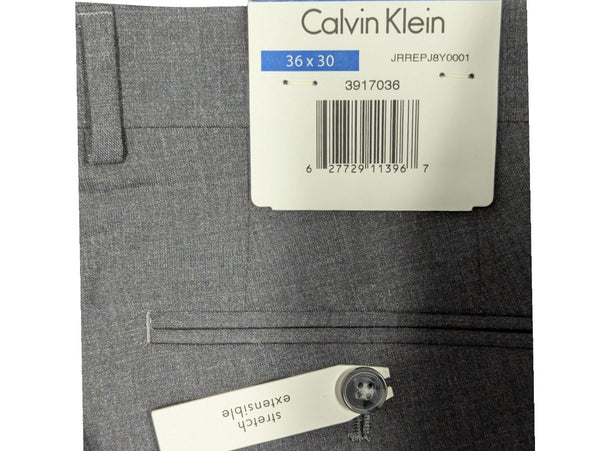 Calvin Klein
36 x 30
JRREPJ8Y0001
3917036
6 27729 11396 7
stretch
extensible